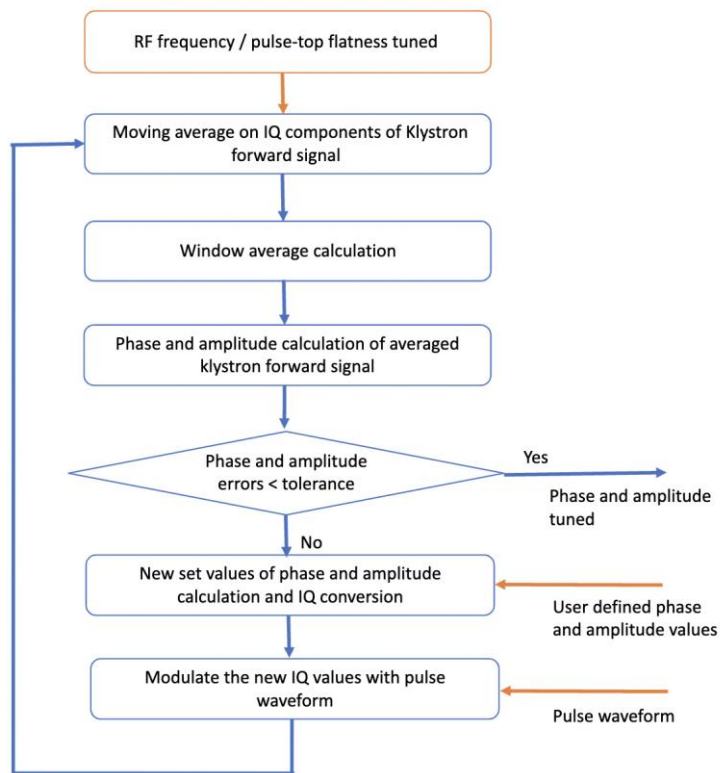 RF frequency / pulse-top flatness tuned
Moving average on IQ components of Klystron
forward signal
Window average calculation
Phase and amplitude calculation of averaged
klystron forward signal
Phase and amplitude
errors < tolerance
Yes
Phase and amplitude
tuned
No
New set values of phase and amplitude
calculation and IQ conversion
User defined phase
and amplitude values
Modulate the new IQ values with pulse
waveform
Pulse waveform